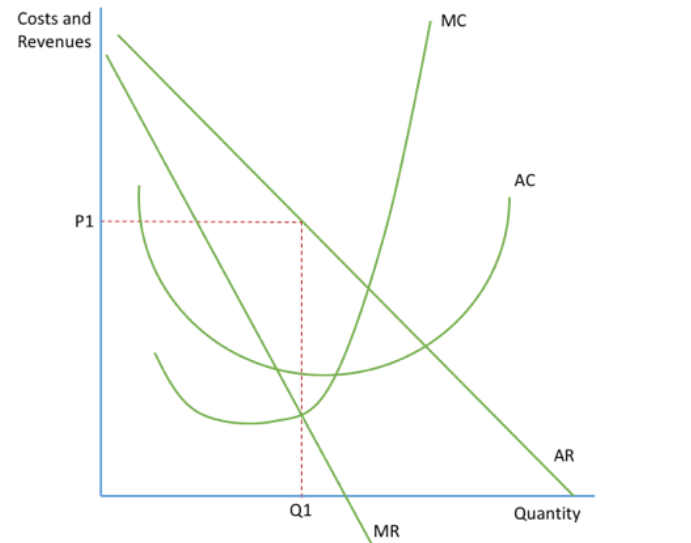 Costs and
Revenues
MC
AC
P1
AR
Q1
Quantity
MR